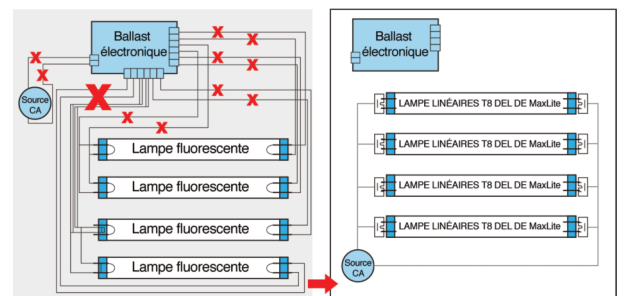 Ballast
électronique
Source
CA
Lampe fluorescente
Lampe fluorescente
Lampe fluorescente
Lampe fluorescente
Ballast
électronique
LAMPE LINÉAIRES T8 DEL DE MaxLite
LAMPE LINÉAIRES T8 DEL DE MaxLite
LAMPE LINÉAIRES T8 DEL DE MaxLite
LAMPE LINÉAIRES T8 DEL DE MaxLite
Source
CA